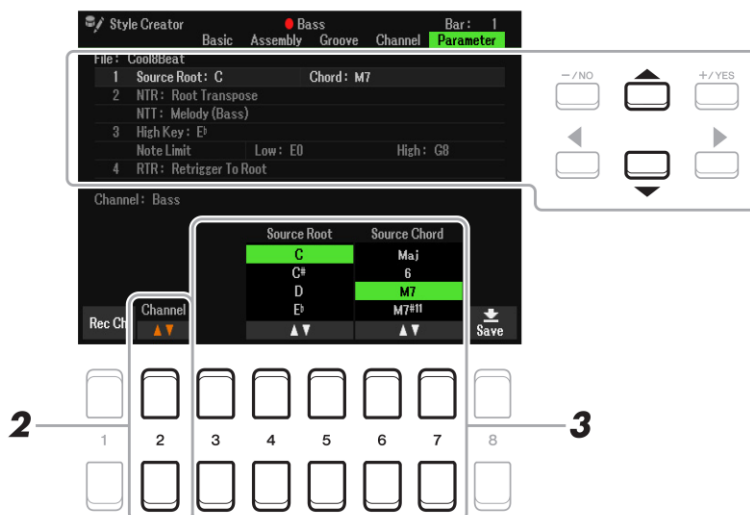 Style Creator Bass Bar: 1
Basic Assembly Groove Channel Parameter
File: Cool8Beat
1 Source Root: C Chord: M7
2 NTR: Root Transpose
NTT: Melody (Bass)
3 High Key: E♭
Note Limit Low: E0 High: G8
4 RTR: Retrigger To Root
−/NO +/YES
Channel: Bass
Source Root Source Chord
C Maj
C# 6
D M7
E♭ M7#11
Rec Ch Channel Save
2 3
1 2 3 4 5 6 7 8